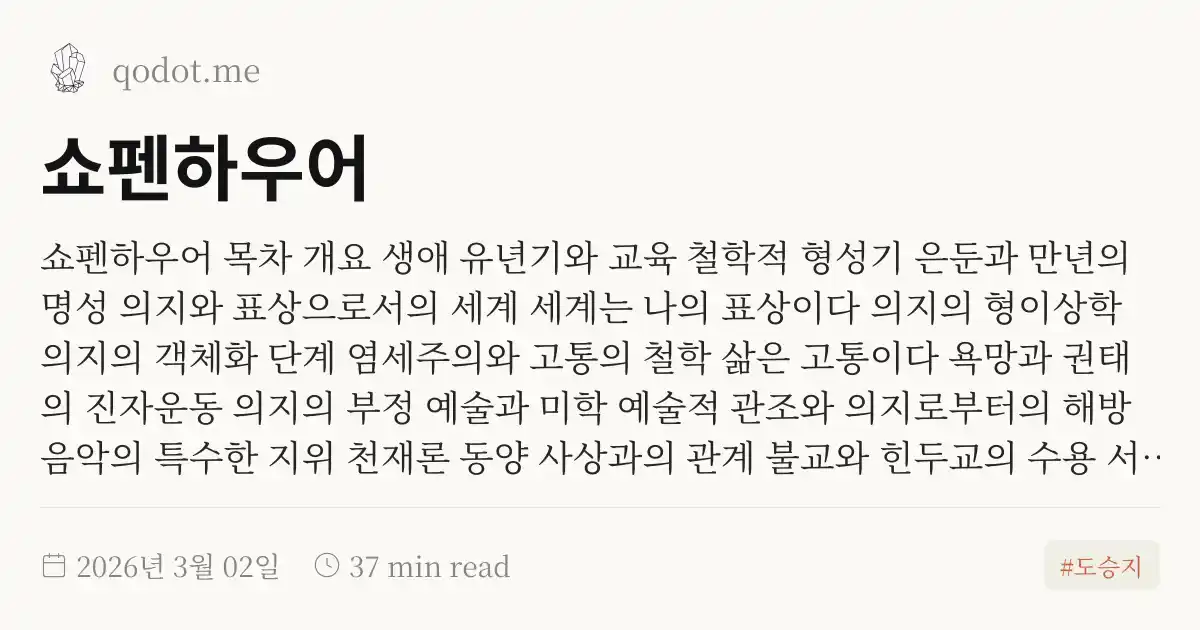 qodot.me
쇼펜하우어
쇼펜하우어 목차 개요 생애 유년기와 교육 철학적 형성기 은둔과 만년의
명성 의지와 표상으로서의 세계 세계는 나의 표상이다 의지의 형이상학
의지의 객체화 단계 염세주의와 고통의 철학 삶은 고통이다 욕망과 권태
의 진자운동 의지의 부정 예술과 미학 예술적 관조와 의지로부터의 해방
음악의 특수한 지위 천재론 동양 사상과의 관계 불교와 힌두교의 수용 서…
2026년 3월 02일 37 min read #도승지